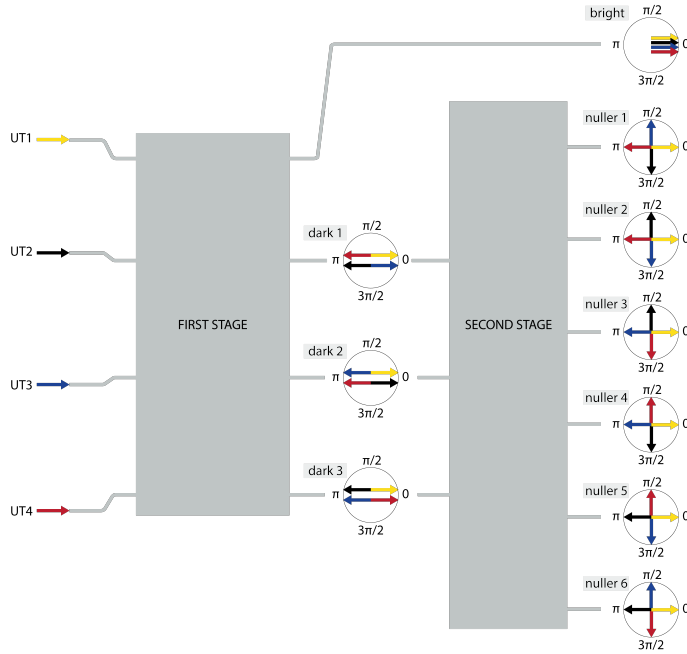 bright
π/2
π
0
3π/2
UT1
UT2
UT3
UT4
FIRST STAGE
dark 1
π/2
π
0
3π/2
dark 2
π/2
π
0
3π/2
dark 3
π/2
π
0
3π/2
SECOND STAGE
nuller 1
π/2
π
0
3π/2
nuller 2
π/2
π
0
3π/2
nuller 3
π/2
π
0
3π/2
nuller 4
π/2
π
0
3π/2
nuller 5
π/2
π
0
3π/2
nuller 6
π/2
π
0
3π/2